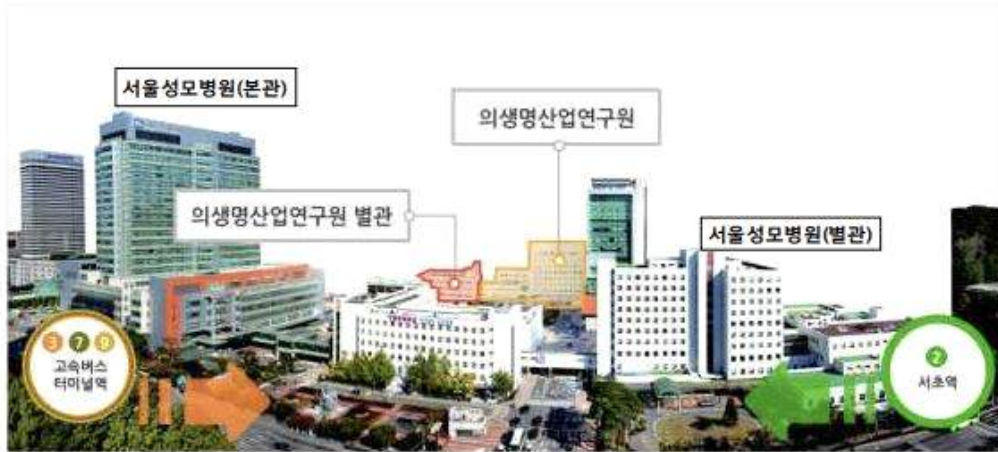 서울성모병원(본관)
의생명산업연구원
의생명산업연구원 별관
서울성모병원(별관)
3 7 9
고속버스
터미널역
2
서초역